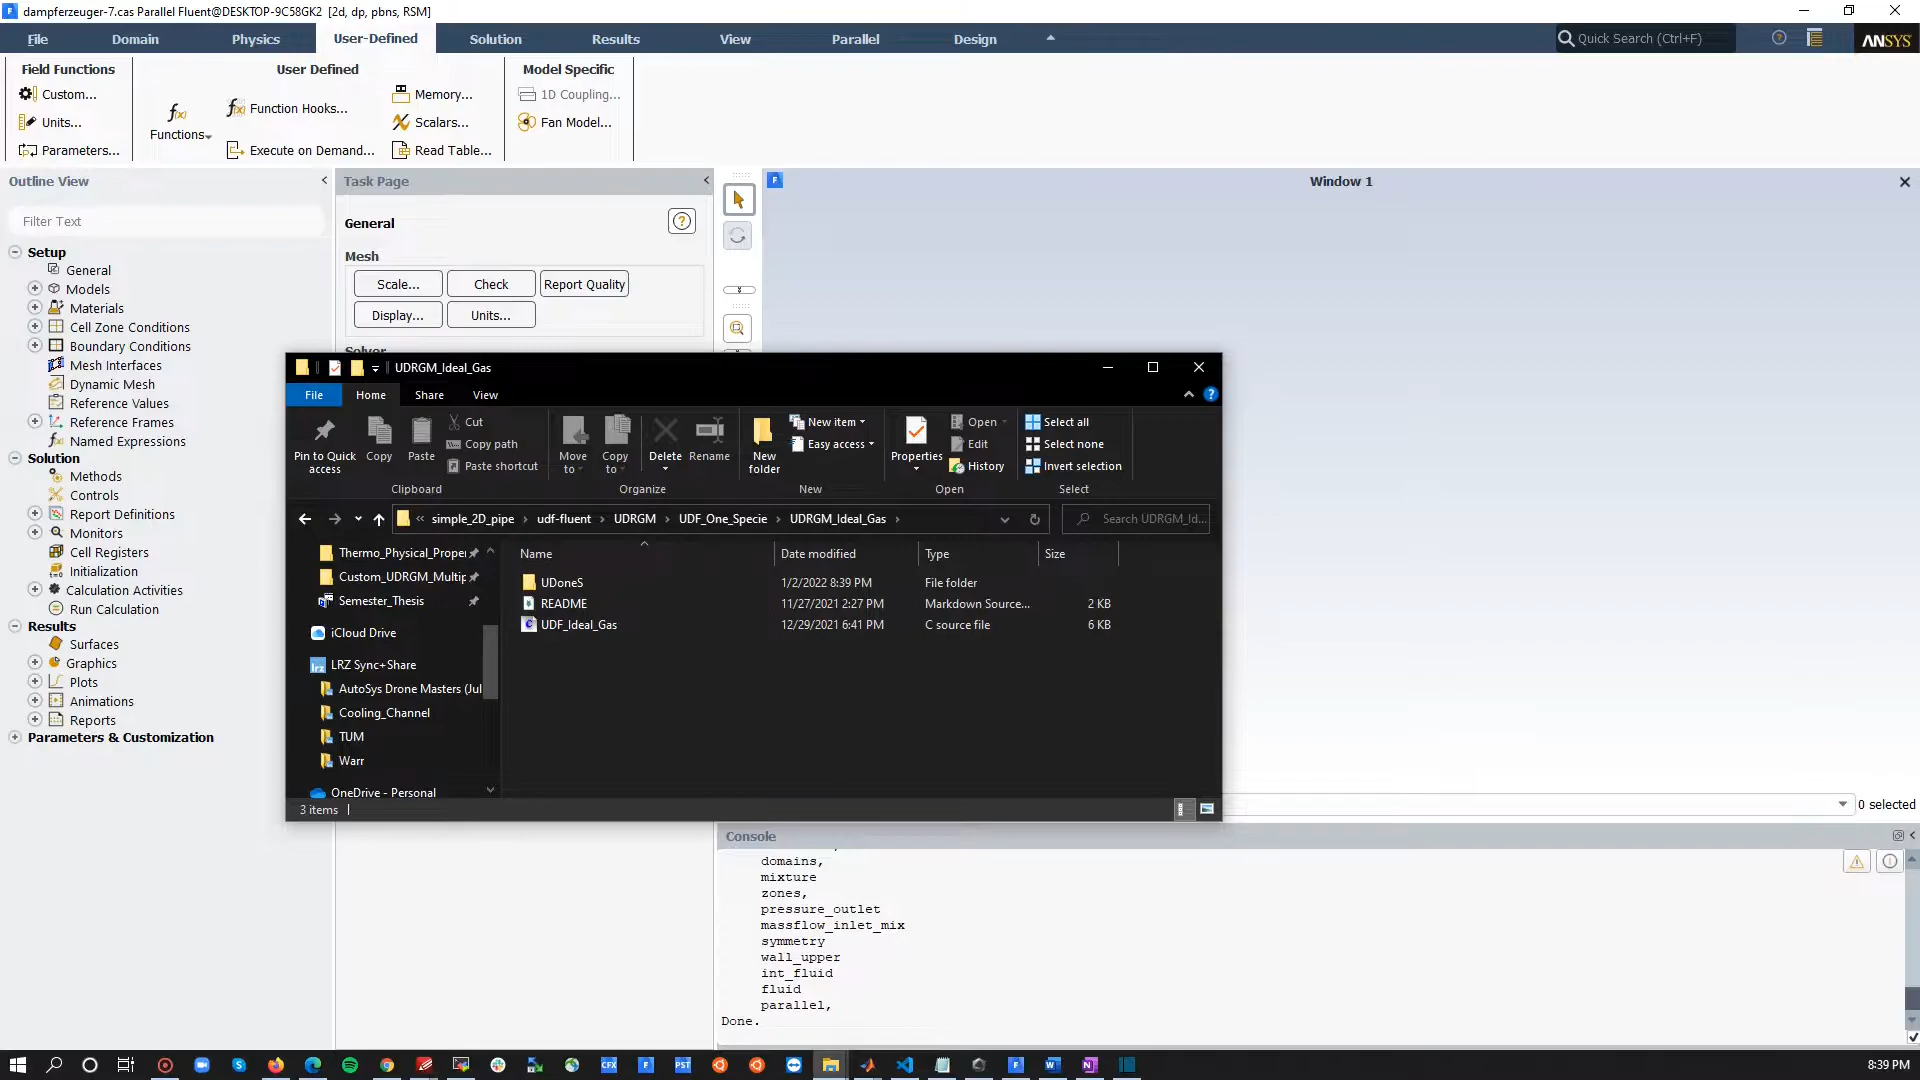 dampferzeuger-7.cas Parallel Fluent@DESKTOP-9C58GK2 [2d, dp, pbns, RSM]
File Domain Physics User-Defined Solution Results View Parallel Design
Quick Search (Ctrl+F)
ANSYS
Field Functions
Custom...
Units...
Parameters...
User Defined
Functions
Function Hooks...
Execute on Demand...
Memory...
Scalars...
Read Table...
Model Specific
1D Coupling...
Fan Model...
Outline View
Filter Text
Setup
General
Models
Materials
Cell Zone Conditions
Boundary Conditions
Mesh Interfaces
Dynamic Mesh
Reference Values
Reference Frames
Named Expressions
Solution
Methods
Controls
Report Definitions
Monitors
Cell Registers
Initialization
Calculation Activities
Run Calculation
Results
Surfaces
Graphics
Plots
Animations
Reports
Parameters & Customization
Task Page
General
Mesh
Scale... Check Report Quality
Display... Units...
Solver
Window 1
UDRGM_Ideal_Gas
File Home Share View
Pin to Quick access
Copy
Paste
Cut
Copy path
Paste shortcut
Clipboard
Move to
Copy to
Delete
Rename
Organize
New folder
New item
Easy access
New
Properties
Open
Edit
History
Open
Select all
Select none
Invert selection
Select
« simple_2D_pipe › udf-fluent › UDRGM › UDF_One_Specie › UDRGM_Ideal_Gas ›
Search UDRGM_Id...
Thermo_Physical_Proper
Custom_UDRGM_Multip
Semester_Thesis
iCloud Drive
LRZ Sync+Share
AutoSys Drone Masters (Jul
Cooling_Channel
TUM
Warr
OneDrive - Personal
Name Date modified Type Size
UDoneS 1/2/2022 8:39 PM File folder
README 11/27/2021 2:27 PM Markdown Source... 2 KB
UDF_Ideal_Gas 12/29/2021 6:41 PM C source file 6 KB
3 items
0 selected
Console
domains,
mixture
zones,
pressure_outlet
massflow_inlet_mix
symmetry
wall_upper
int_fluid
fluid
parallel,
Done.
8:39 PM